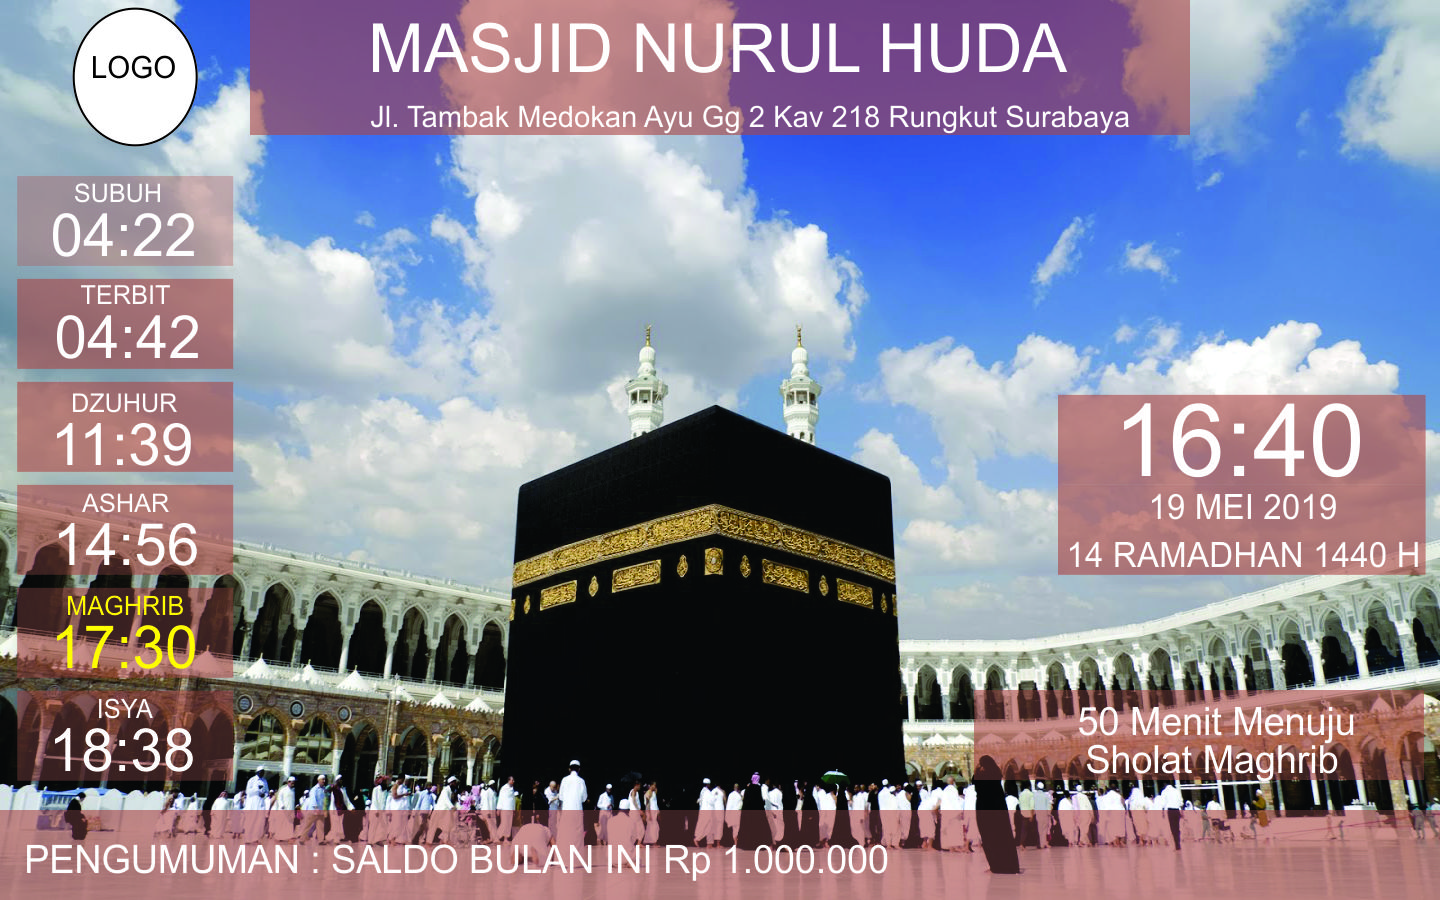 LOGO
MASJID NURUL HUDA
Jl. Tambak Medokan Ayu Gg 2 Kav 218 Rungkut Surabaya
SUBUH
04:22
TERBIT
04:42
DZUHUR
11:39
ASHAR
14:56
MAGHRIB
17:30
ISYA
18:38
16:40
19 MEI 2019
14 RAMADHAN 1440 H
50 Menit Menuju
Sholat Maghrib
PENGUMUMAN : SALDO BULAN INI Rp 1.000.000